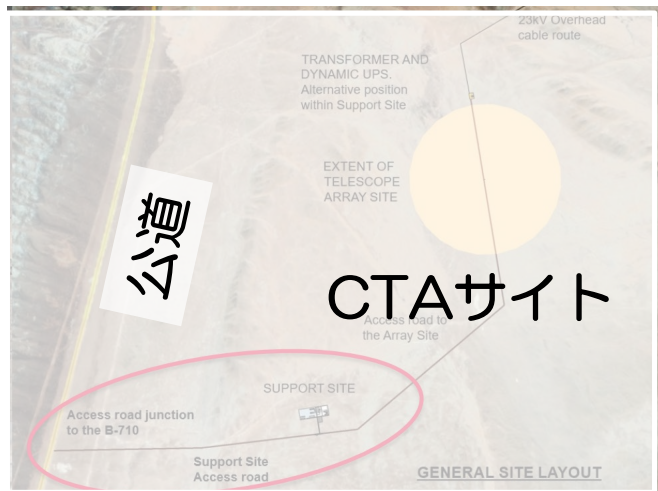 23kV Overhead
cable route
TRANSFORMER AND
DYNAMIC UPS.
Alternative position
within Support Site
EXTENT OF
TELESCOPE
ARRAY SITE
公道
CTAサイト
Access road to
the Array Site
SUPPORT SITE
Access road junction
to the B-710
Support Site
Access road
GENERAL SITE LAYOUT